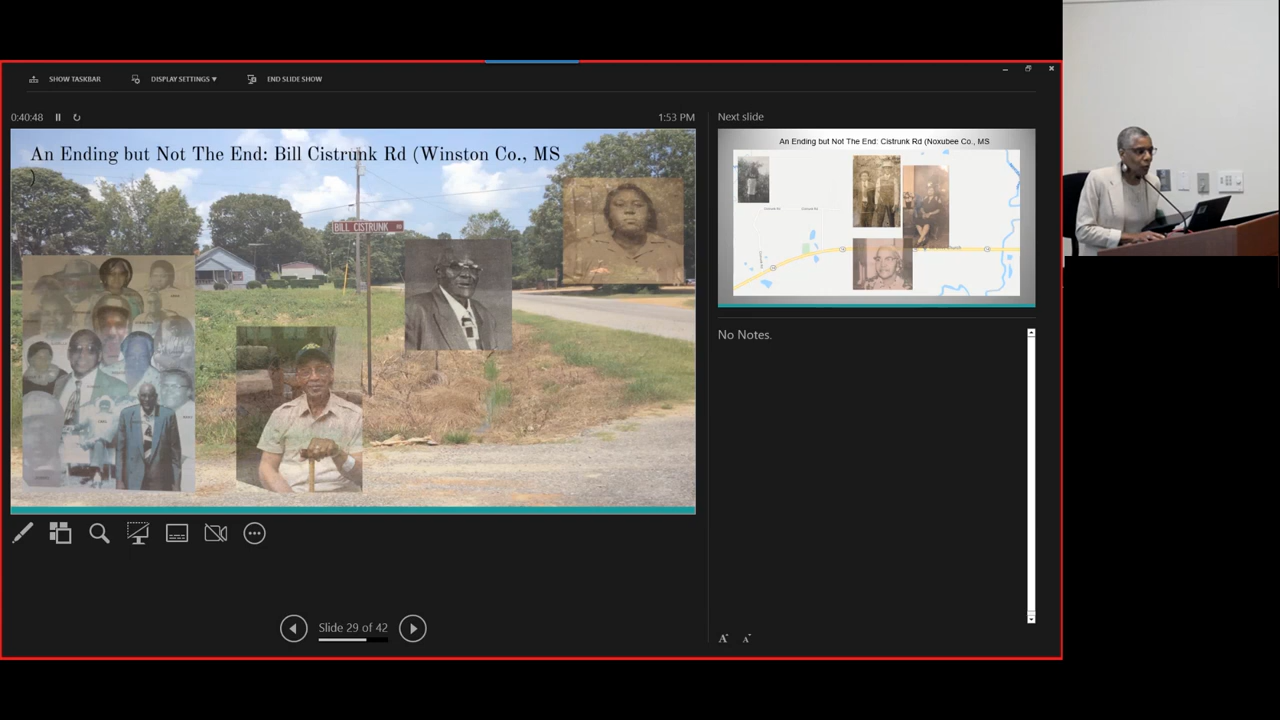 SHOW TASKBAR
DISPLAY SETTINGS ▼
END SLIDE SHOW
0:40:48
1:53 PM
Next slide
An Ending but Not The End: Bill Cistrunk Rd (Winston Co., MS
)
BILL CISTRUNK RD
An Ending but Not The End: Cistrunk Rd (Noxubee Co., MS
No Notes.
Slide 29 of 42
A
A